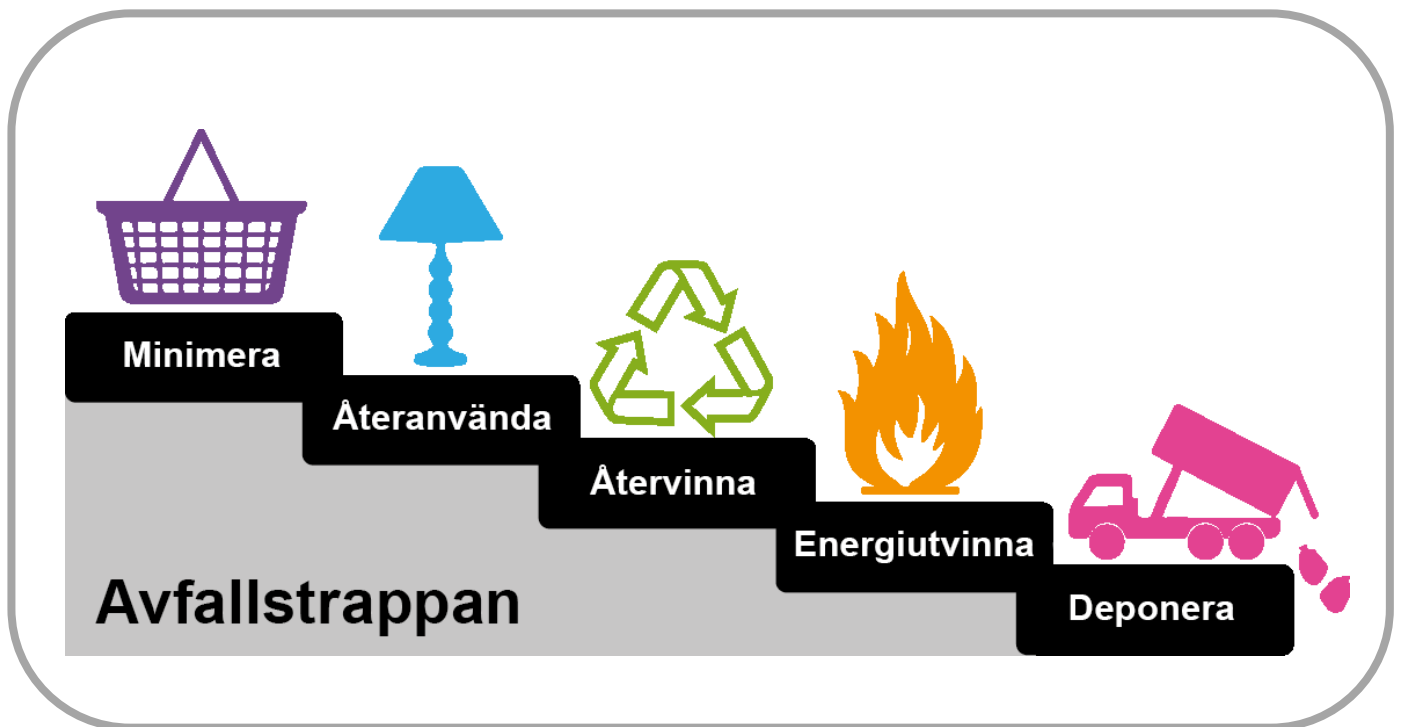 Minimera
Återanvända
Återvinna
Energiutvinna
Deponera
Avfallstrappan